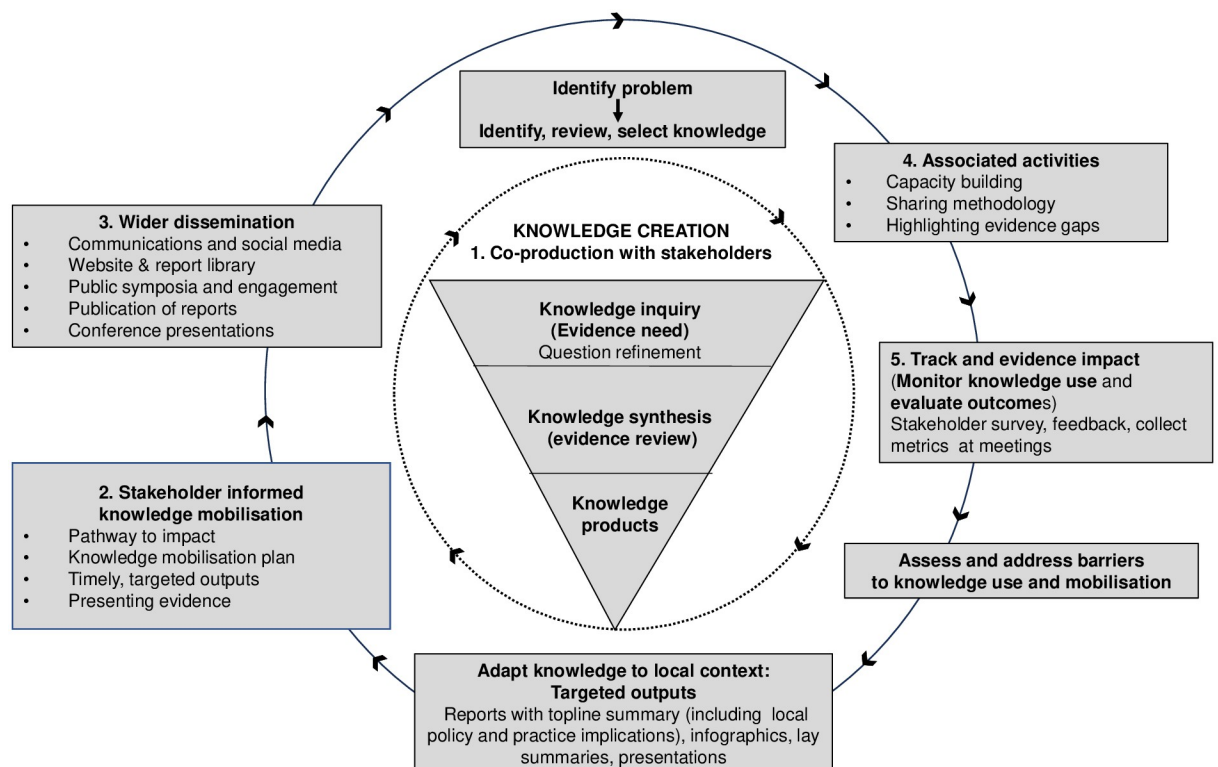 Identify problem
Identify, review, select knowledge
4. Associated activities
• Capacity building
• Sharing methodology
• Highlighting evidence gaps
3. Wider dissemination
• Communications and social media
• Website & report library
• Public symposia and engagement
• Publication of reports
• Conference presentations
KNOWLEDGE CREATION
1. Co-production with stakeholders
Knowledge inquiry
(Evidence need)
Question refinement
Knowledge synthesis
(evidence review)
Knowledge
products
5. Track and evidence impact
(Monitor knowledge use and
evaluate outcomes)
Stakeholder survey, feedback, collect
metrics at meetings
2. Stakeholder informed
knowledge mobilisation
• Pathway to impact
• Knowledge mobilisation plan
• Timely, targeted outputs
• Presenting evidence
Assess and address barriers
to knowledge use and mobilisation
Adapt knowledge to local context:
Targeted outputs
Reports with topline summary (including local
policy and practice implications), infographics, lay
summaries, presentations